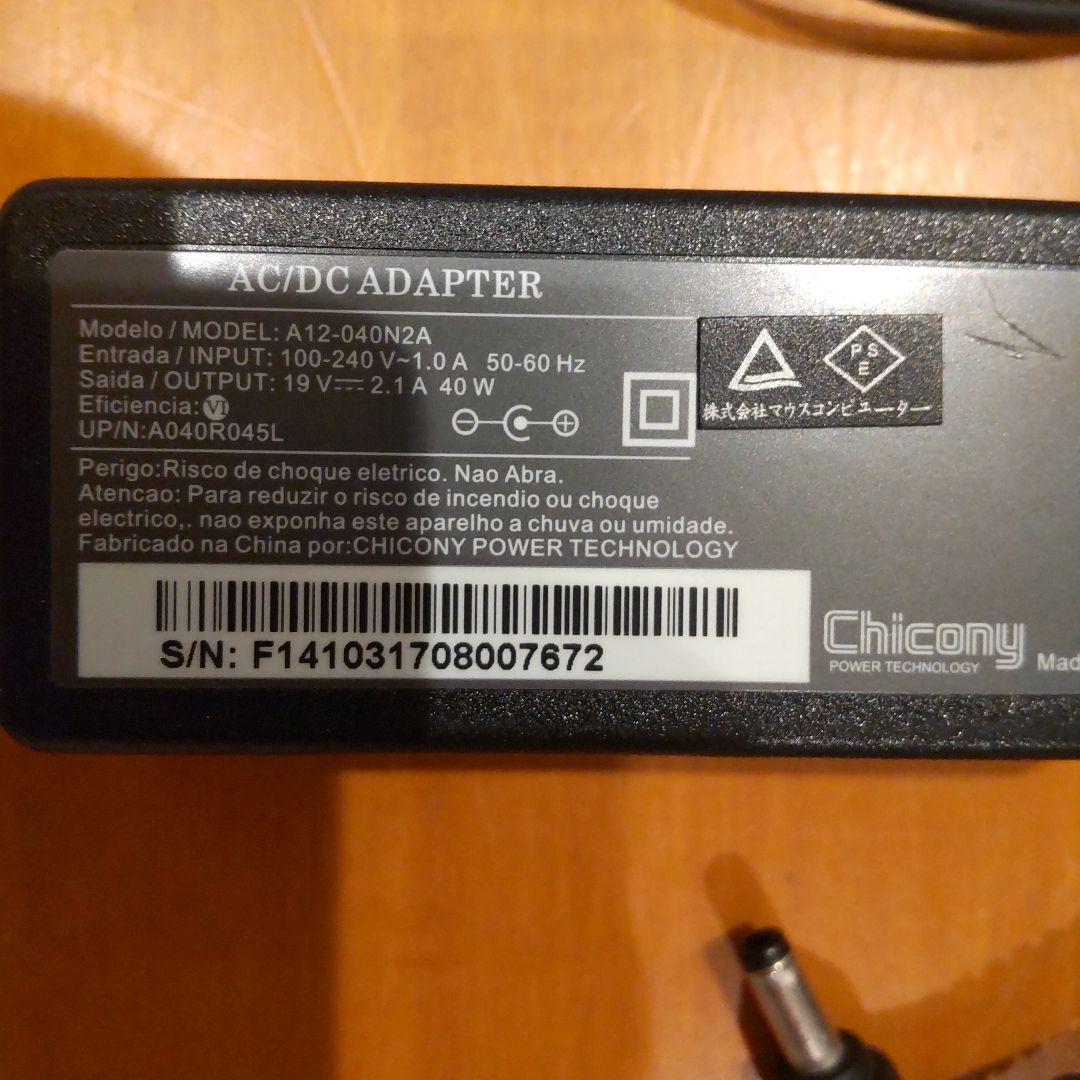 AC/DC ADAPTER
Modelo / MODEL: A12-040N2A
Entrada / INPUT: 100-240 V~1.0 A 50-60 Hz
Saida / OUTPUT: 19 V⎓ 2.1 A 40 W
Eficiencia: VI
UP/N:A040R045L
PS
E
株式会社マウスコンピューター
Perigo:Risco de choque eletrico. Nao Abra.
Atencao: Para reduzir o risco de incendio ou choque
electrico,. nao exponha este aparelho a chuva ou umidade.
Fabricado na China por:CHICONY POWER TECHNOLOGY
S/N: F141031708007672
Chicony
POWER TECHNOLOGY
Mad